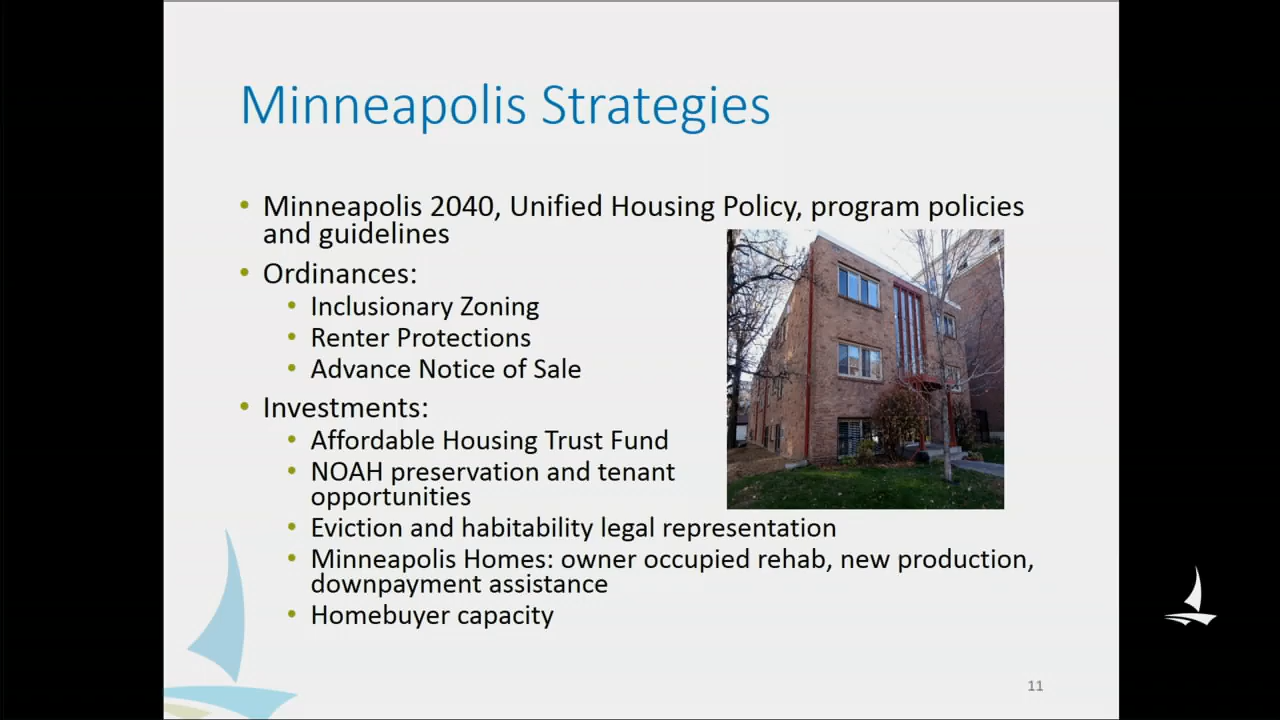 Minneapolis Strategies
• Minneapolis 2040, Unified Housing Policy, program policies
and guidelines
• Ordinances:
• Inclusionary Zoning
• Renter Protections
• Advance Notice of Sale
• Investments:
• Affordable Housing Trust Fund
• NOAH preservation and tenant
opportunities
• Eviction and habitability legal representation
• Minneapolis Homes: owner occupied rehab, new production,
downpayment assistance
• Homebuyer capacity
11